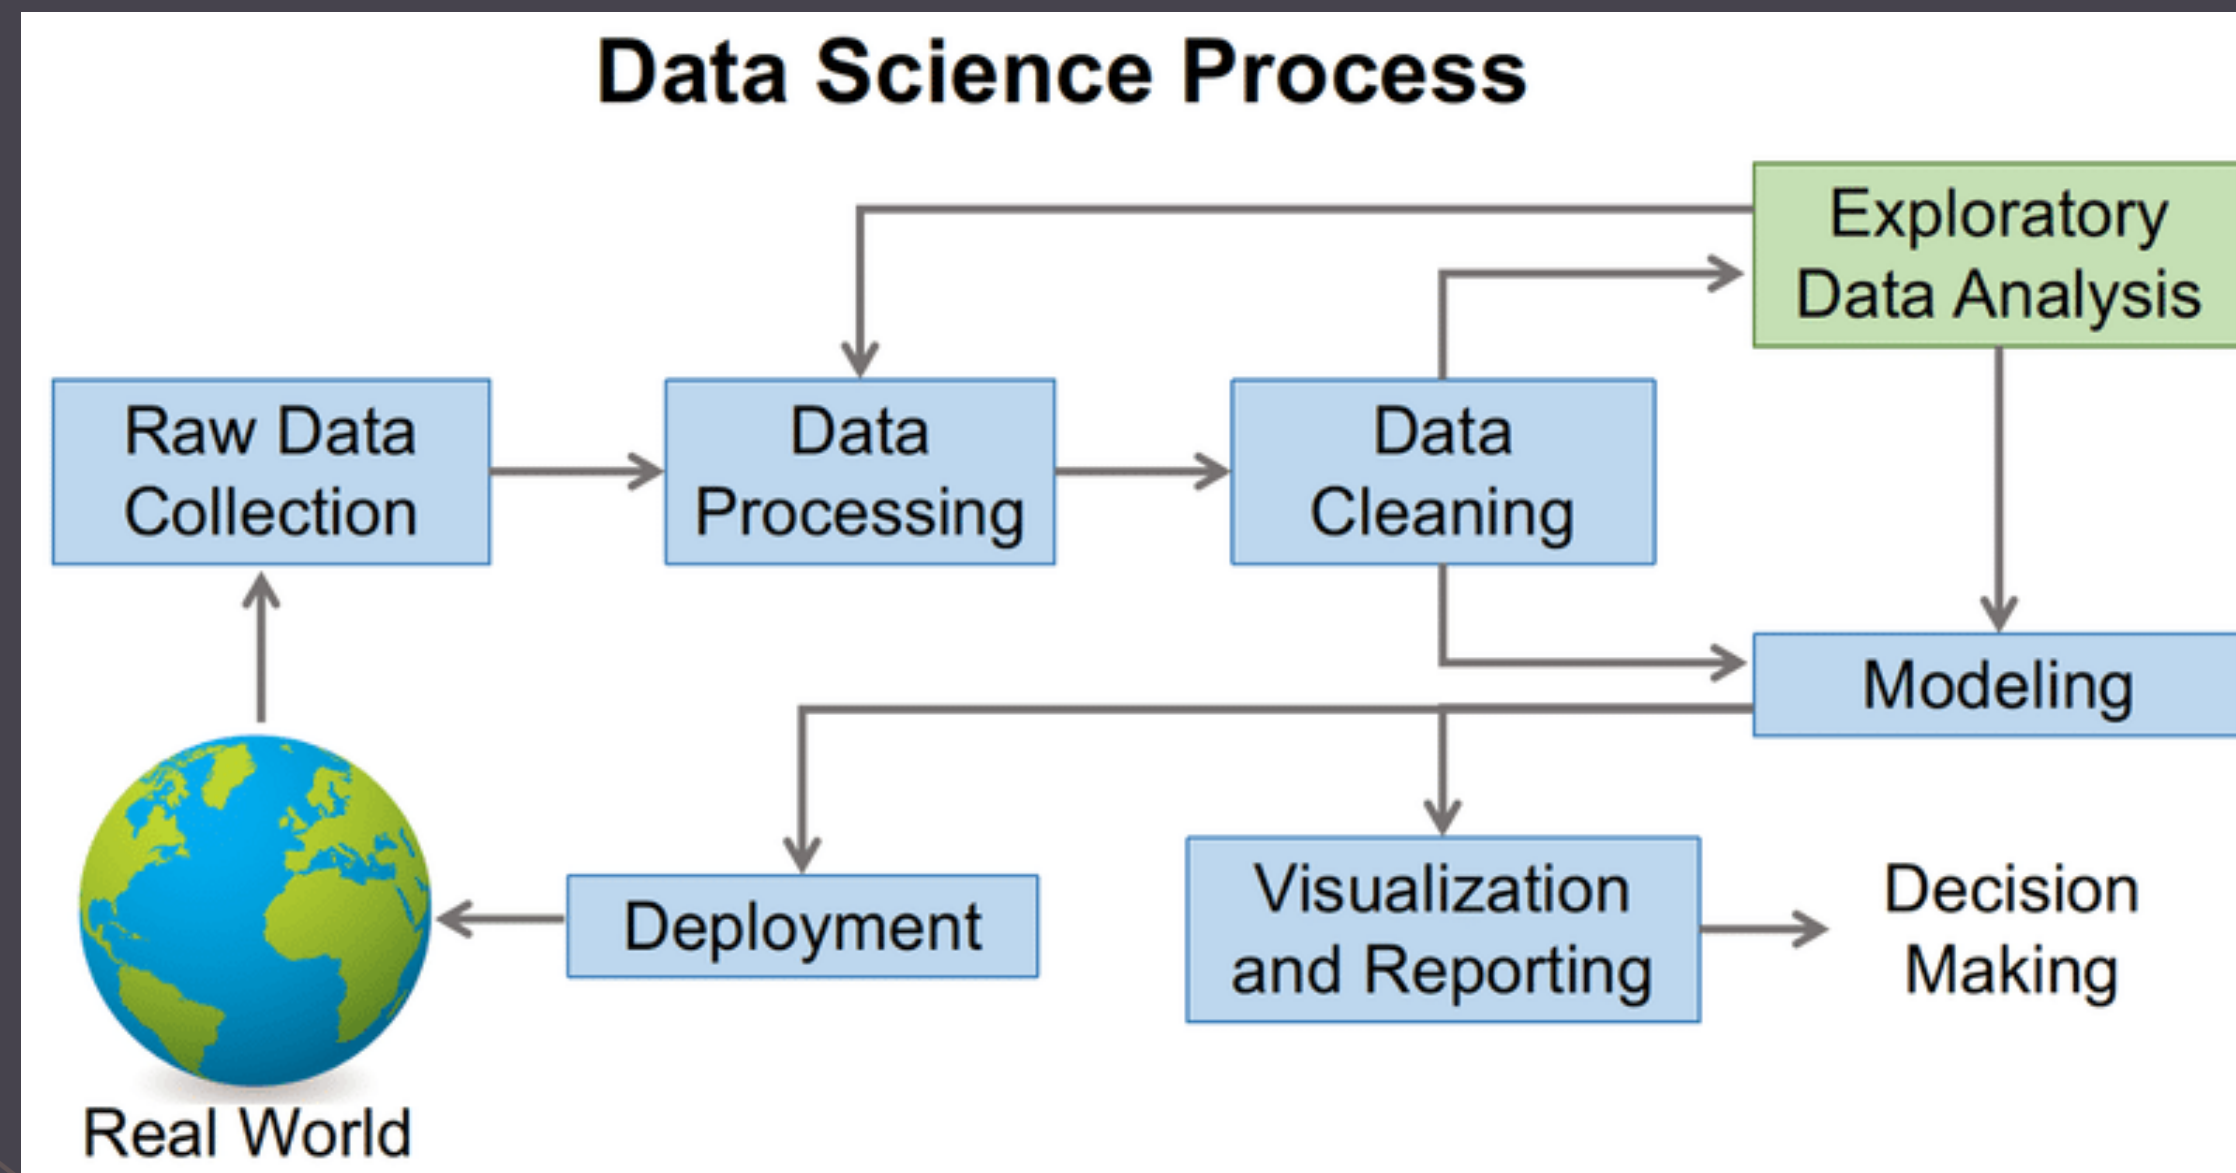 Data Science Process
Exploratory
Data Analysis
Raw Data
Collection
Data
Processing
Data
Cleaning
Modeling
Deployment
Visualization
and Reporting
Decision
Making
Real World